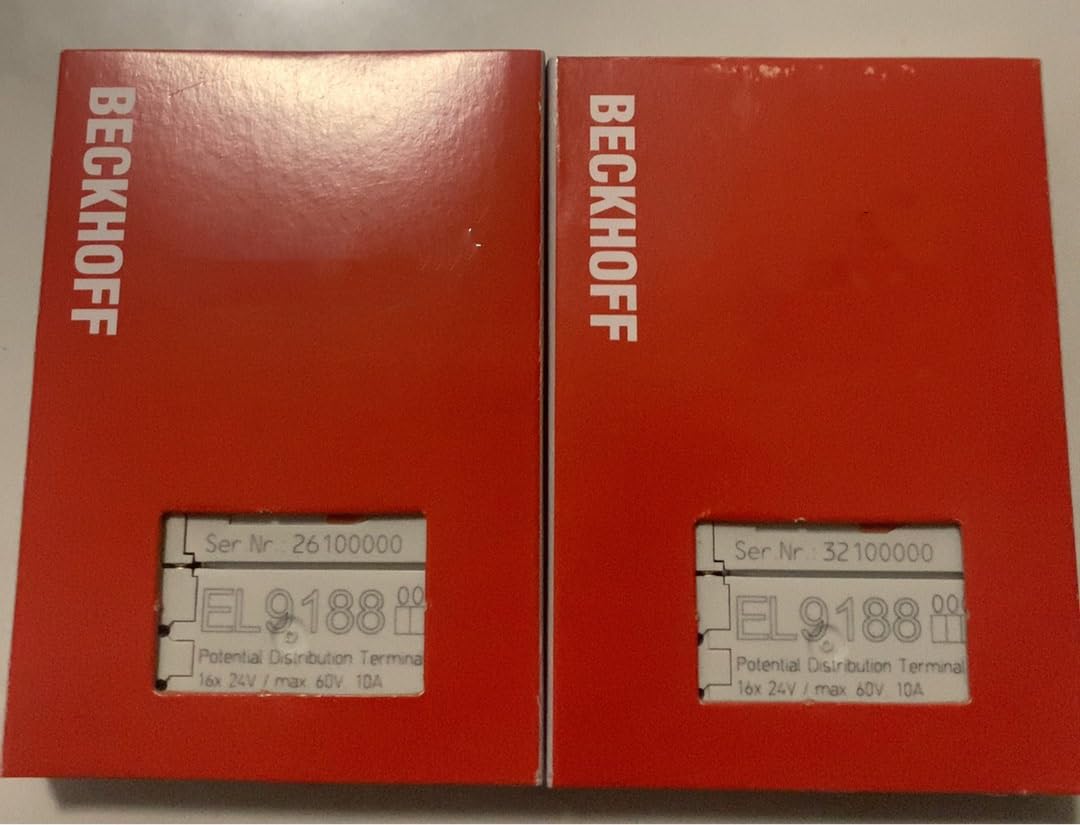 BECKHOFF
Ser Nr.: 26100000
EL9188
Potential Distribution Termina
16x 24V / max. 60V 10A
BECKHOFF
Ser Nr.: 32100000
EL9188
Potential Distribution Terminal
16x 24V / max 60V 10A